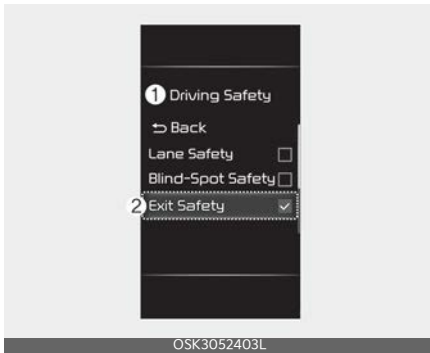 1 Driving Safety
Back
Lane Safety
Blind-Spot Safety
2 Exit Safety
OSK3052403L